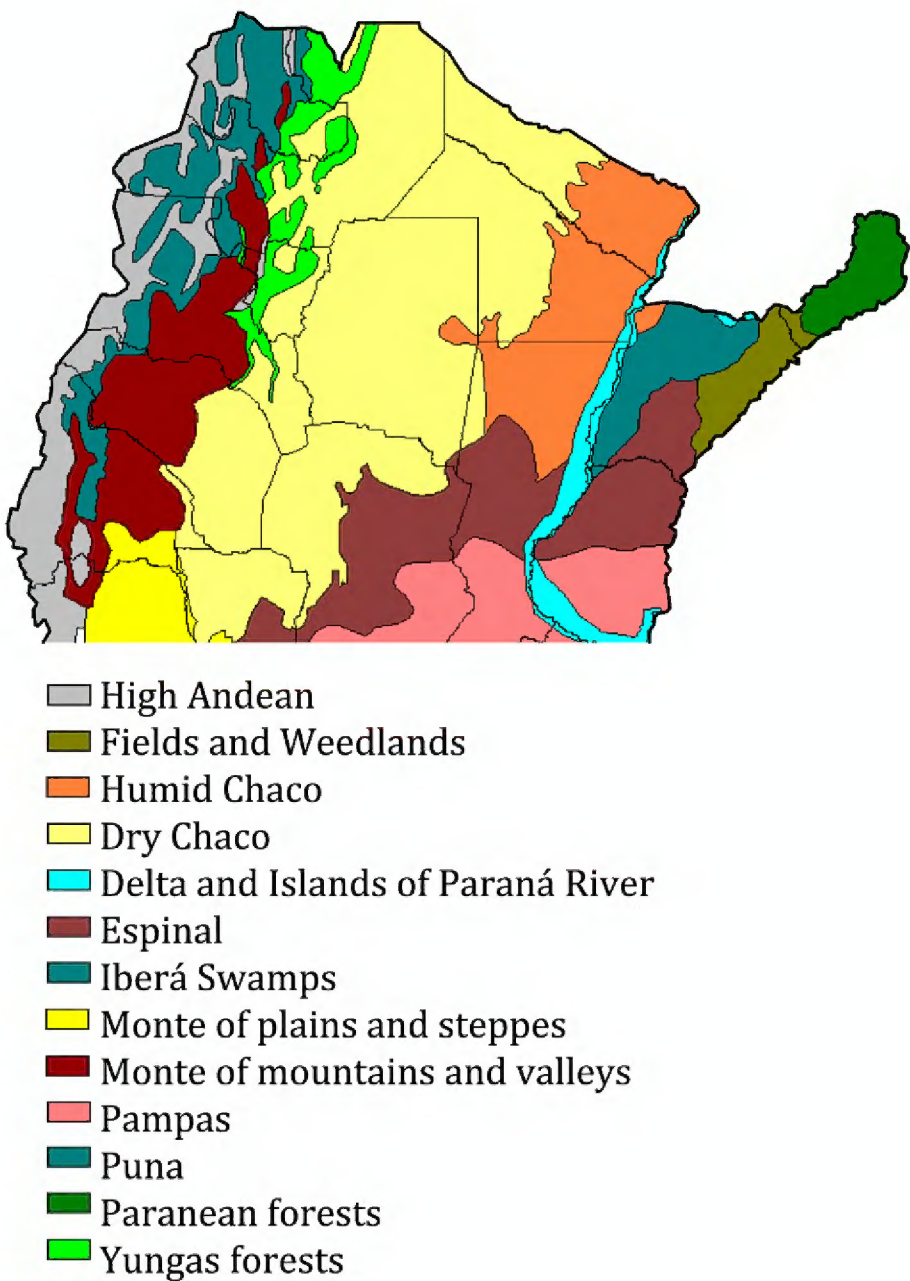 High Andean
Fields and Weedlands
Humid Chaco
Dry Chaco
Delta and Islands of Paraná River
Espinal
Iberá Swamps
Monte of plains and steppes
Monte of mountains and valleys
Pampas
Puna
Paranean forests
Yungas forests